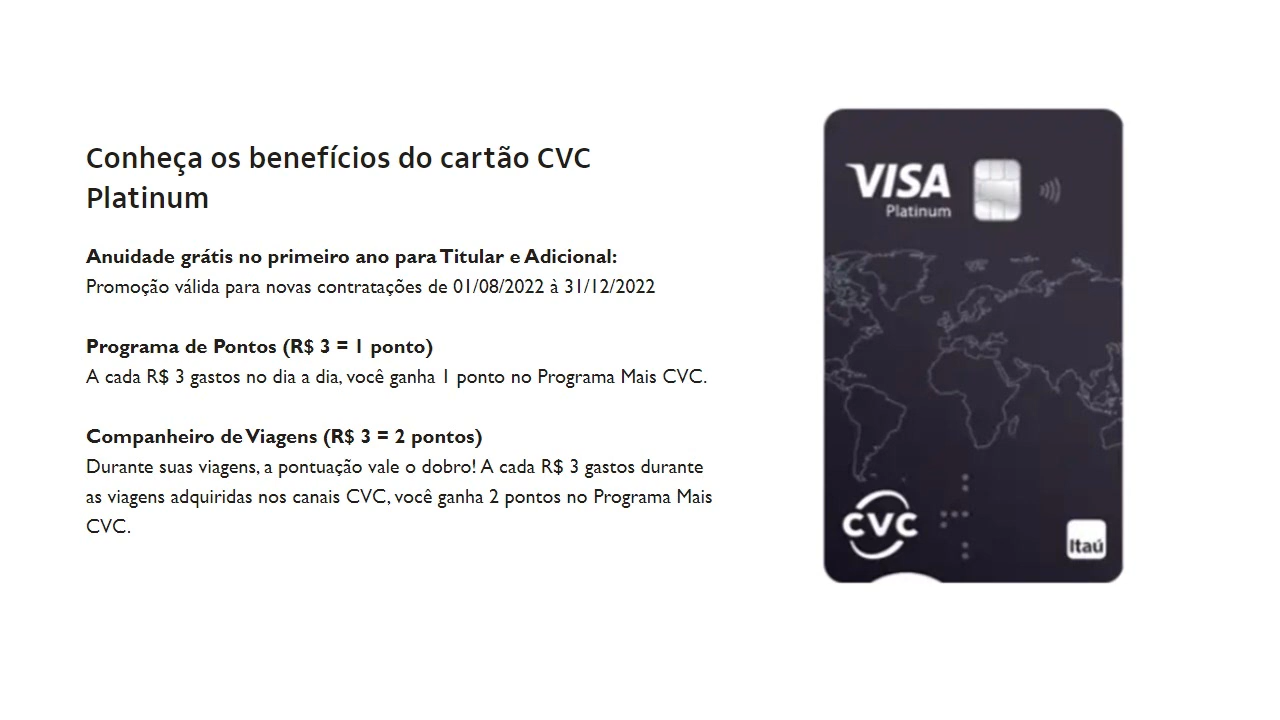 Conheça os benefícios do cartão CVC
Platinum
Anuidade grátis no primeiro ano para Titular e Adicional:
Promoção válida para novas contratações de 01/08/2022 à 31/12/2022
Programa de Pontos (R$ 3 = 1 ponto)
A cada R$ 3 gastos no dia a dia, você ganha 1 ponto no Programa Mais CVC.
Companheiro de Viagens (R$ 3 = 2 pontos)
Durante suas viagens, a pontuação vale o dobro! A cada R$ 3 gastos durante
as viagens adquiridas nos canais CVC, você ganha 2 pontos no Programa Mais
CVC.
VISA
Platinum
CVC
Itaú